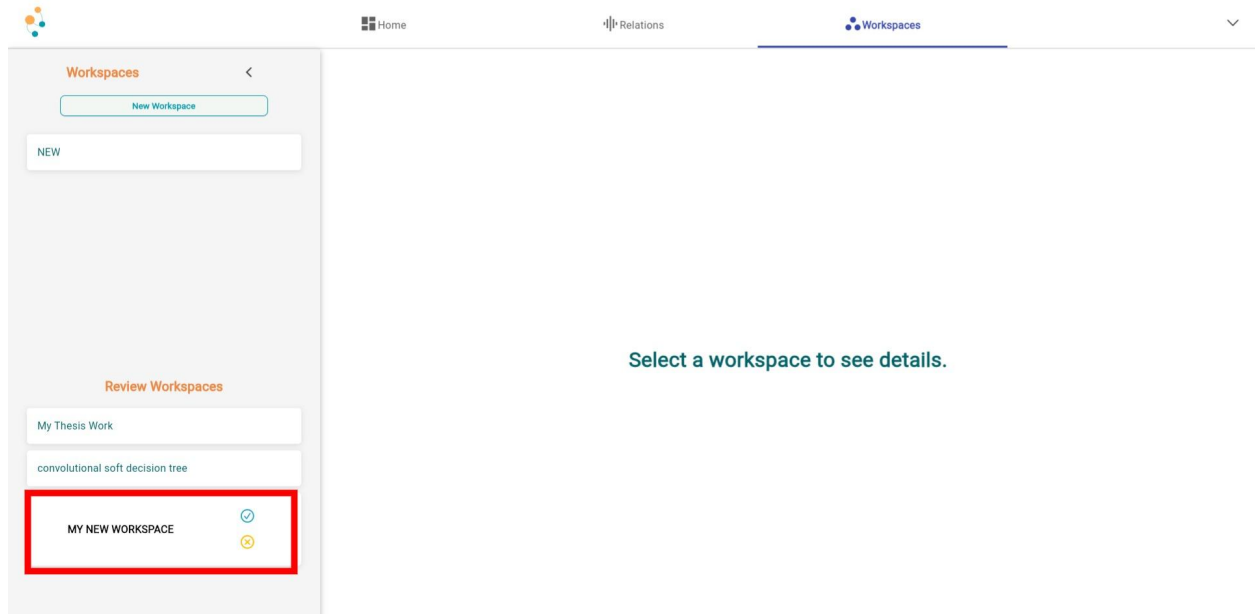 Home
Relations
Workspaces
Workspaces
New Workspace
NEW
Select a workspace to see details.
Review Workspaces
My Thesis Work
convolutional soft decision tree
MY NEW WORKSPACE